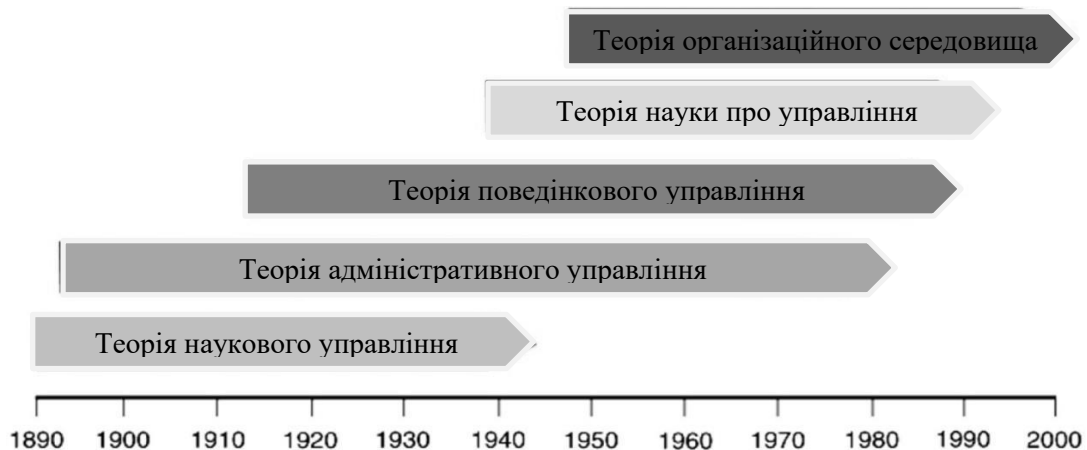 Теорія організаційного середовища
Теорія науки про управління
Теорія поведінкового управління
Теорія адміністративного управління
Теорія наукового управління
1890 1900 1910 1920 1930 1940 1950 1960 1970 1980 1990 2000